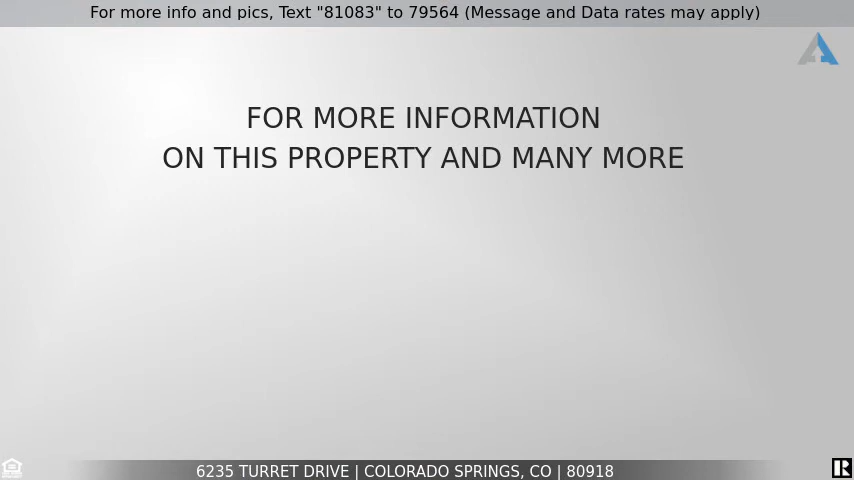 For more info and pics, Text "81083" to 79564 (Message and Data rates may apply)
FOR MORE INFORMATION
ON THIS PROPERTY AND MANY MORE
6235 TURRET DRIVE | COLORADO SPRINGS, CO | 80918